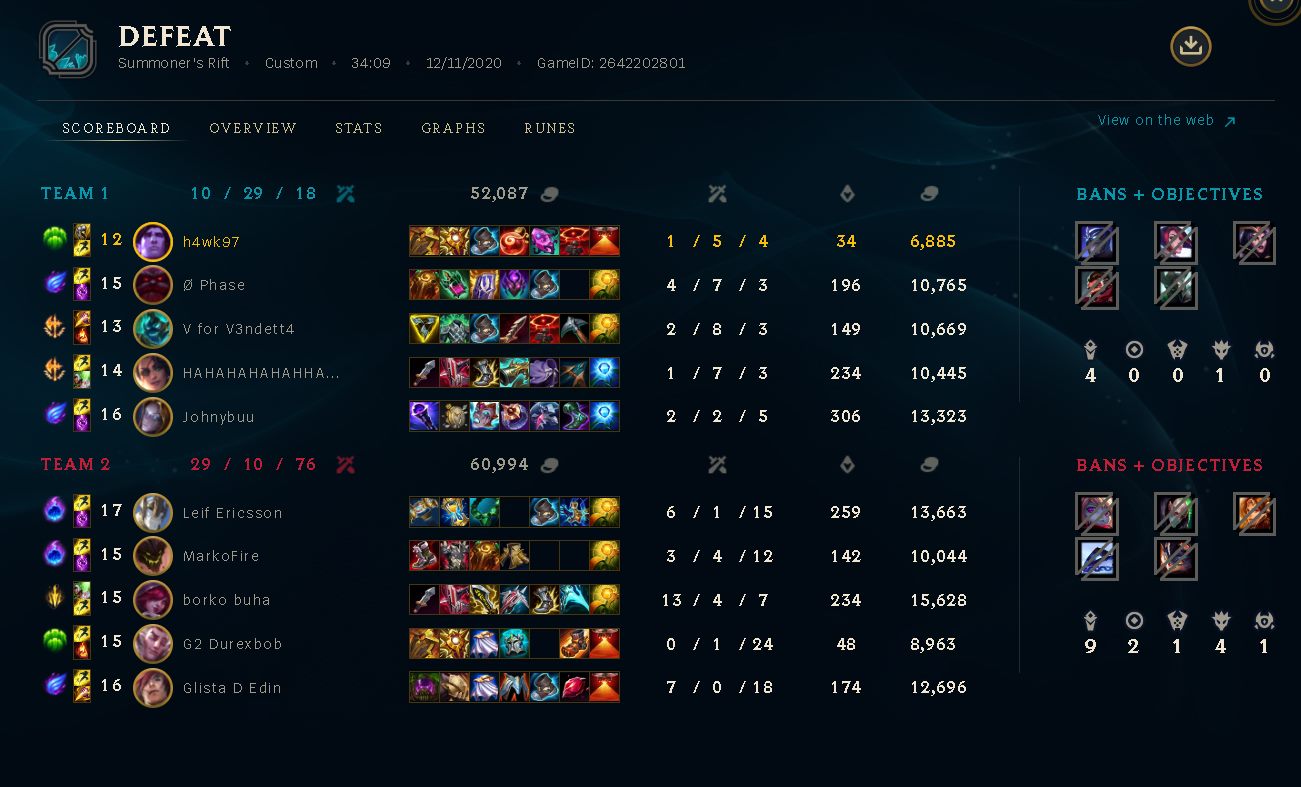 DEFEAT
Summoner's Rift • Custom • 34:09 • 12/11/2020 • GameID: 2642202801
SCOREBOARD OVERVIEW STATS GRAPHS RUNES
View on the web
TEAM 1 10 / 29 / 18 52,087 BANS + OBJECTIVES
12 h4wk97 1 / 5 / 4 34 6,885
15 Ø Phase 4 / 7 / 3 196 10,765
13 V for V3ndett4 2 / 8 / 3 149 10,669
14 HAHAHAHAHAHHA... 1 / 7 / 3 234 10,445
4 0 0 1 0
16 Johnybuu 2 / 2 / 5 306 13,323
TEAM 2 29 / 10 / 76 60,994 BANS + OBJECTIVES
17 Leif Ericsson 6 / 1 / 15 259 13,663
15 MarkoFire 3 / 4 / 12 142 10,044
15 borko buha 13 / 4 / 7 234 15,628
15 G2 Durexbob 0 / 1 / 24 48 8,963
9 2 1 4 1
16 Glista D Edin 7 / 0 / 18 174 12,696